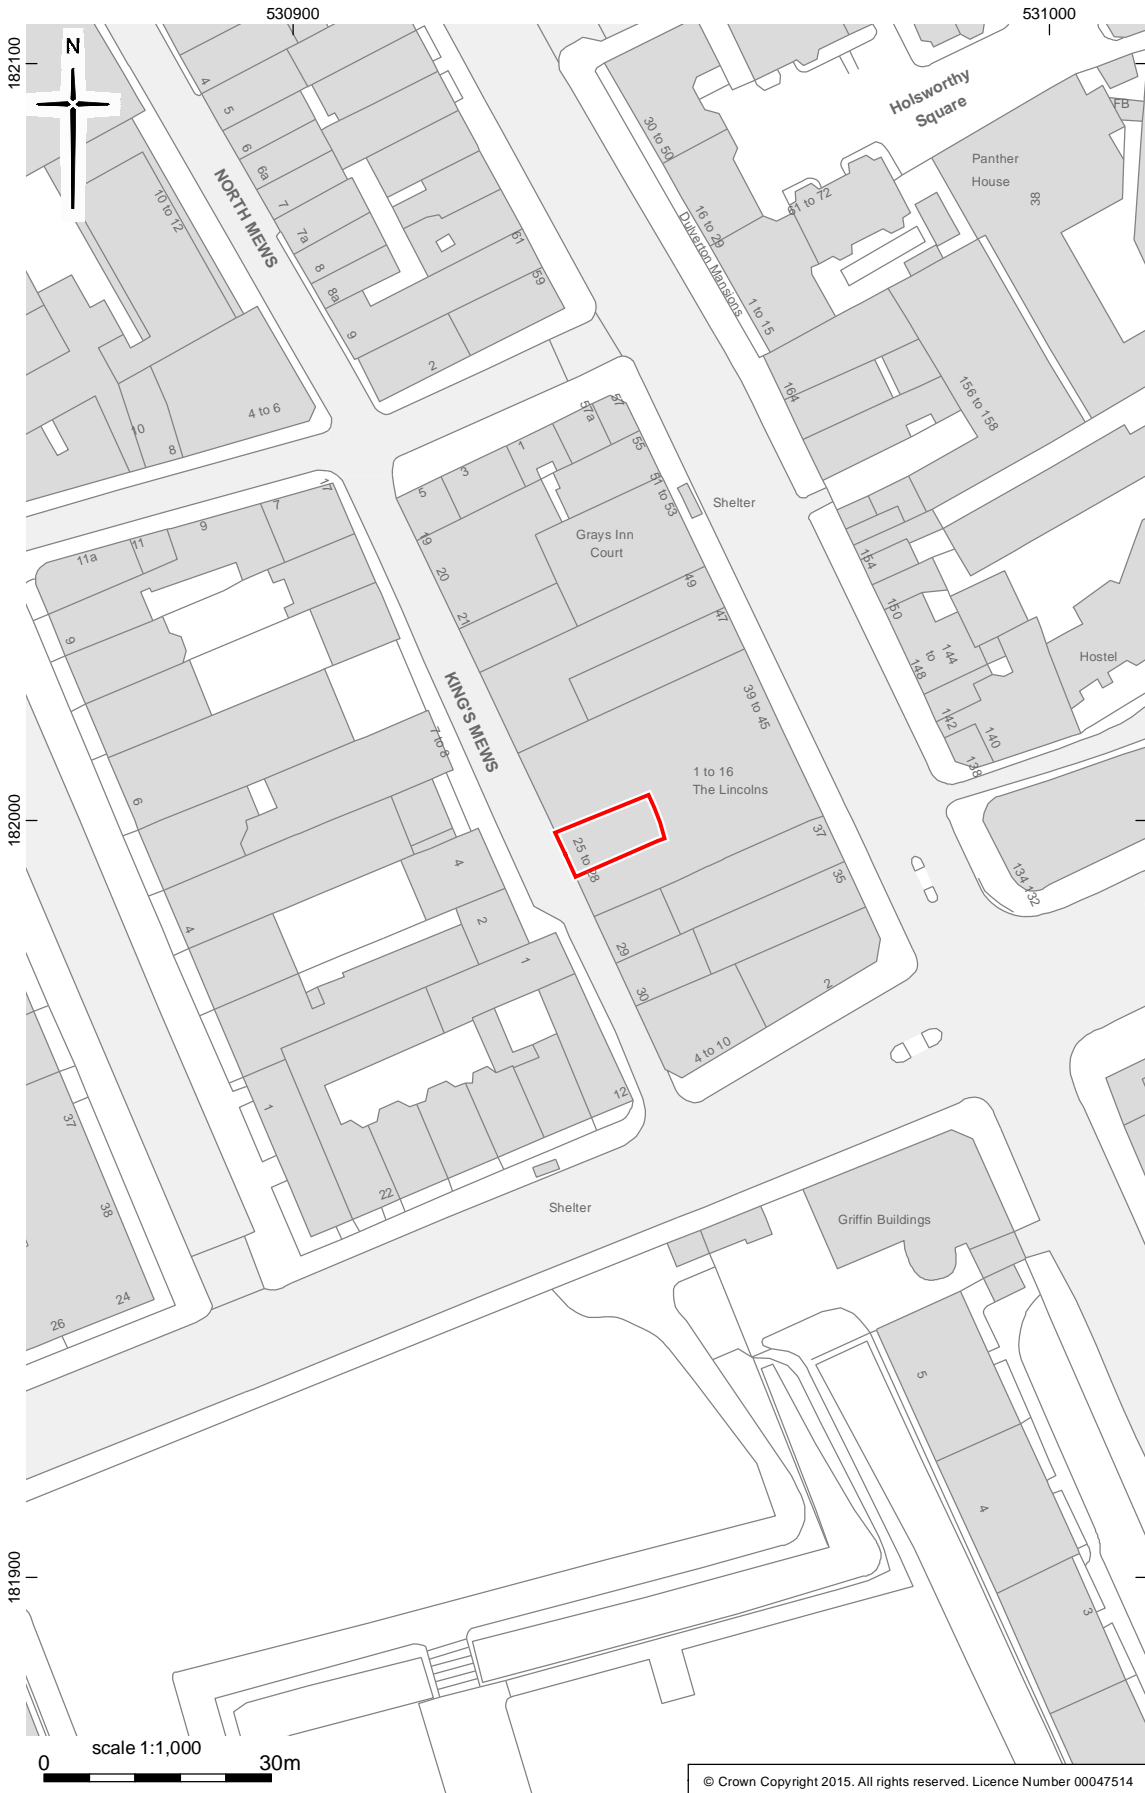 530900
531000
182100
N
4
5
6
6a
7
7a
8
8a
9
NORTH MEWS
10 to 12
61
59
2
30 to 50
16 to 29
Dulverton Mansions
1 to 15
61 to 72
Holsworthy
Square
Panther
House
38
FB
164
156 to 158
4 to 6
10
8
57
57a
55
1
3
5
51 to 53
Shelter
Grays Inn
Court
17
7
9
11
11a
9
19
20
21
49
47
154
150
148
to
144
142
140
138
Hostel
KING'S MEWS
7 to 8
39 to 45
1 to 16
The Lincolns
6
182000
25 to 28
37
35
134
132
4
2
1
4
29
30
2
4 to 10
12
1
37
38
22
Shelter
Griffin Buildings
24
26
5
4
3
181900
scale 1:1,000
0
30m
© Crown Copyright 2015. All rights reserved. Licence Number 00047514